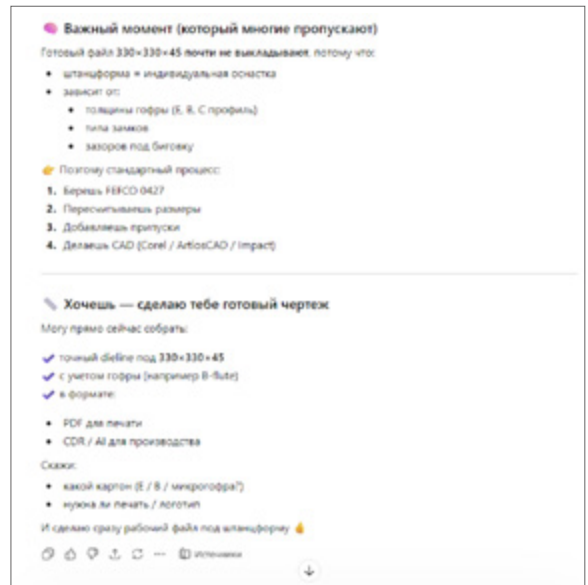 Важный момент (который многие пропускают)
Готовый файл 330×330×45 почти не выкладывают, потому что:
штанцформа = индивидуальная оснастка
зависит от:
толщины гофры (E, B, C профиль)
типа замков
зазоров под биговку
Поэтому стандартный процесс:
1. Берешь FEFCO 0427
2. Пересчитываешь размеры
3. Добавляешь припуски
4. Делаешь CAD (Corel / ArtiosCAD / Impact)
Хочешь — сделаю тебе готовый чертеж
Могу прямо сейчас собрать:
точный dieline под 330×330×45
с учетом гофры (например B-flute)
в формате:
PDF для печати
CDR / AI для производства
Скажи:
какой картон (E / B / микрогофра?)
нужна ли печать / логотип
И сделаю сразу рабочий файл под штанцформу
Источники